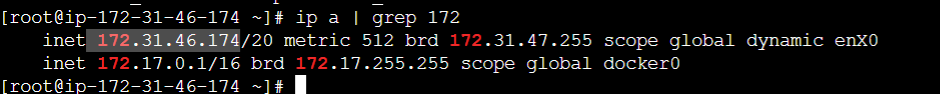 [root@ip-172-31-46-174 ~]# ip a | grep 172
    inet 172.31.46.174/20 metric 512 brd 172.31.47.255 scope global dynamic enX0
    inet 172.17.0.1/16 brd 172.17.255.255 scope global docker0
[root@ip-172-31-46-174 ~]#